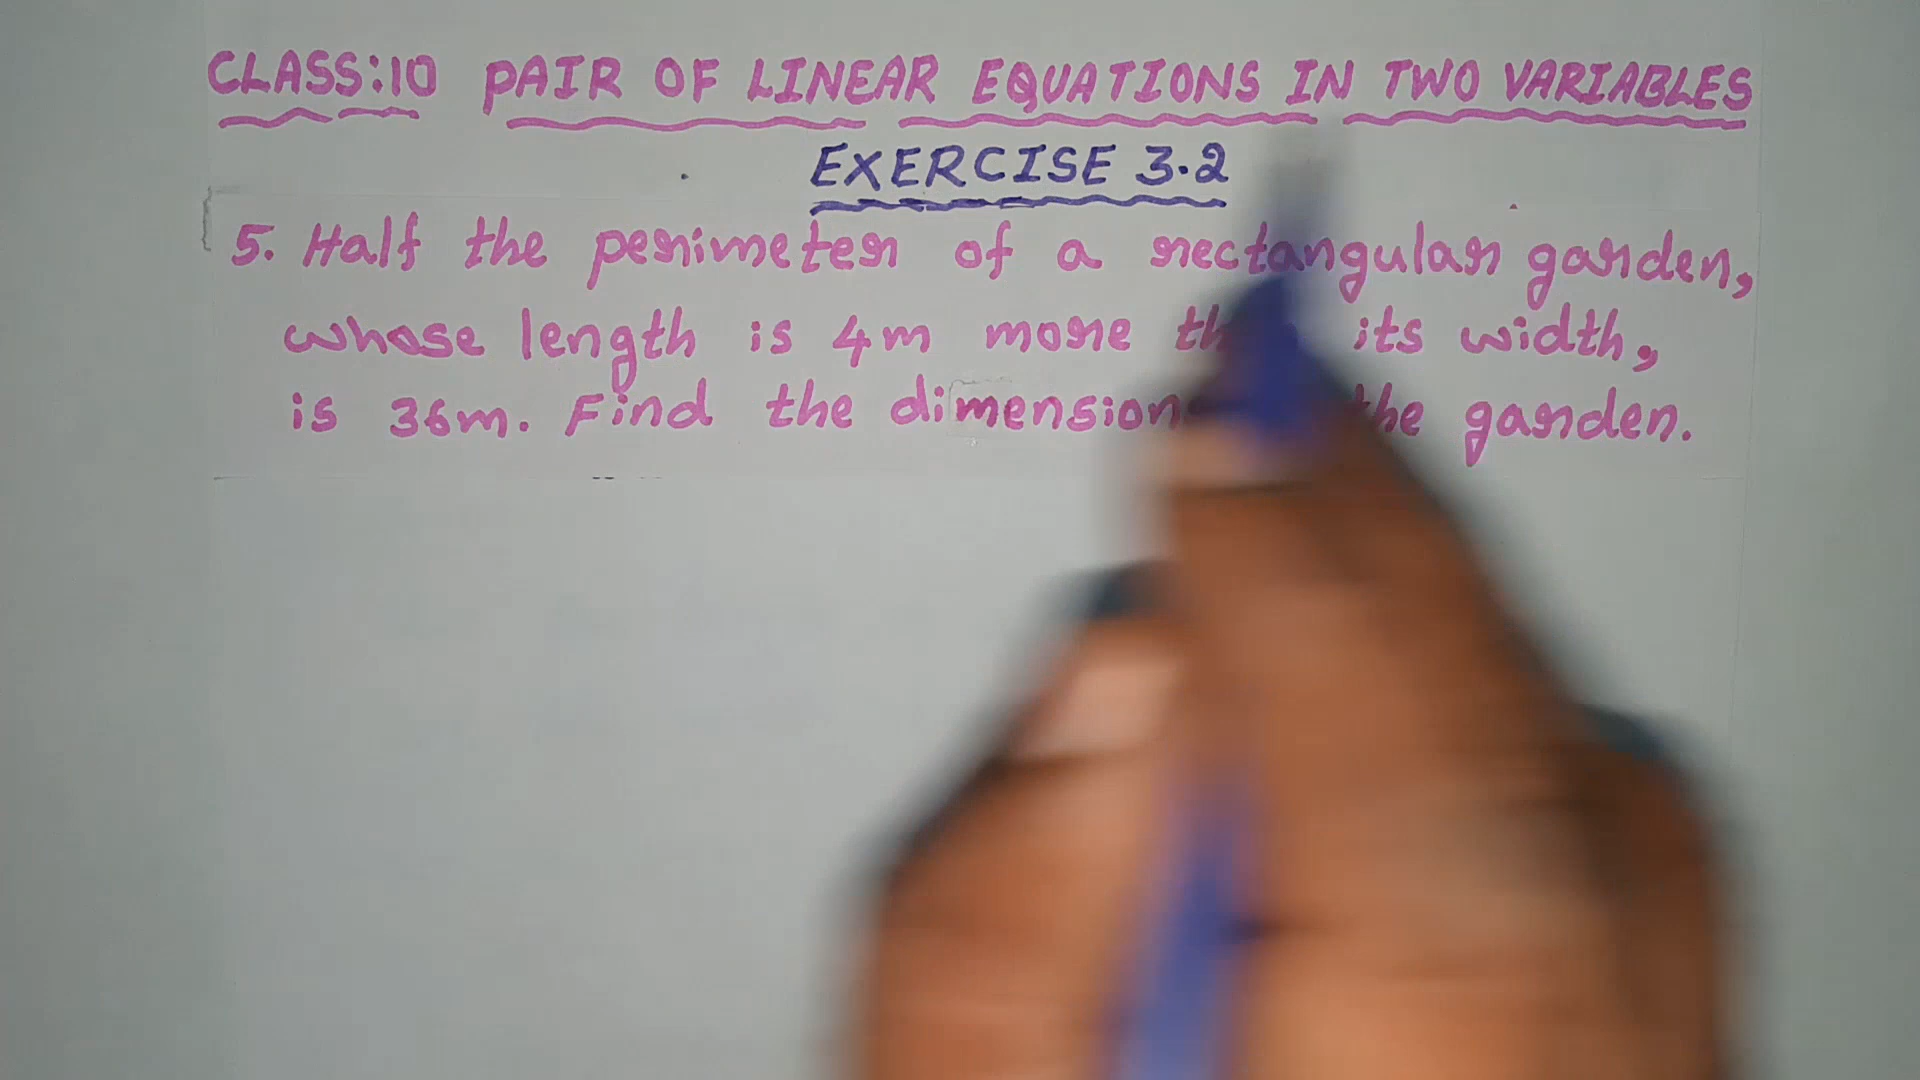 CLASS:10 PAIR OF LINEAR EQUATIONS IN TWO VARIABLES
EXERCISE 3.2
5. Half the perimeter of a rectangular garden,
whose length is 4m more its width,
is 36m. Find the garden.